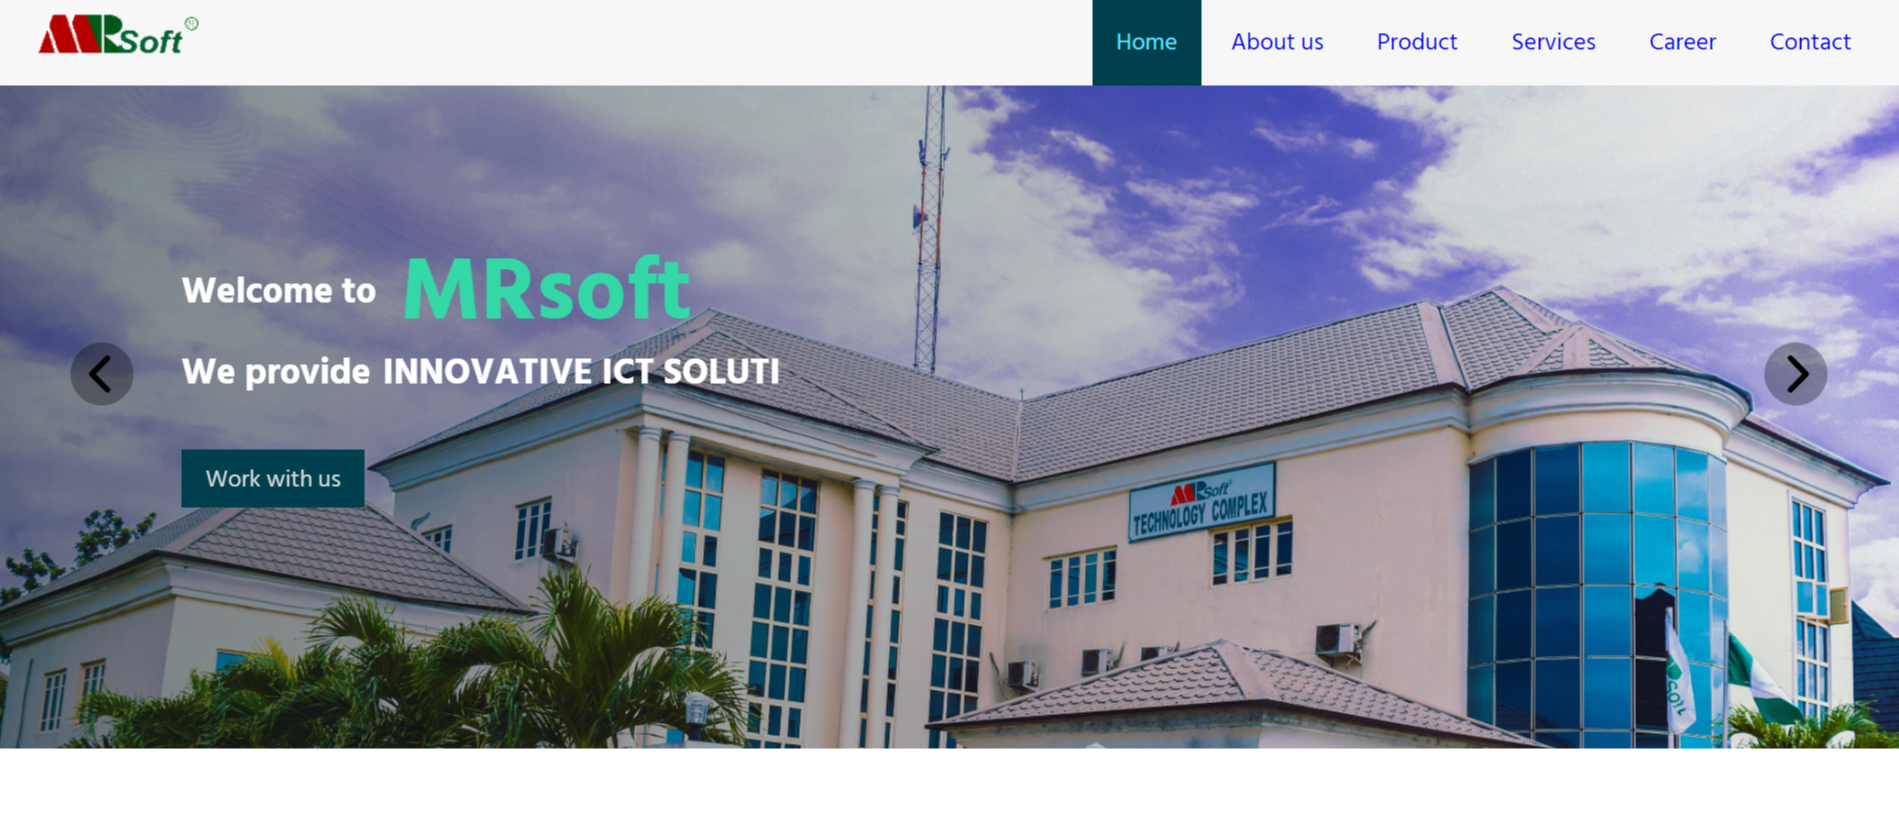 MRSoft
Home
About us
Product
Services
Career
Contact
Welcome to MRsoft
We provide INNOVATIVE ICT SOLUTI
Work with us
MRSoft
TECHNOLOGY COMPLEX